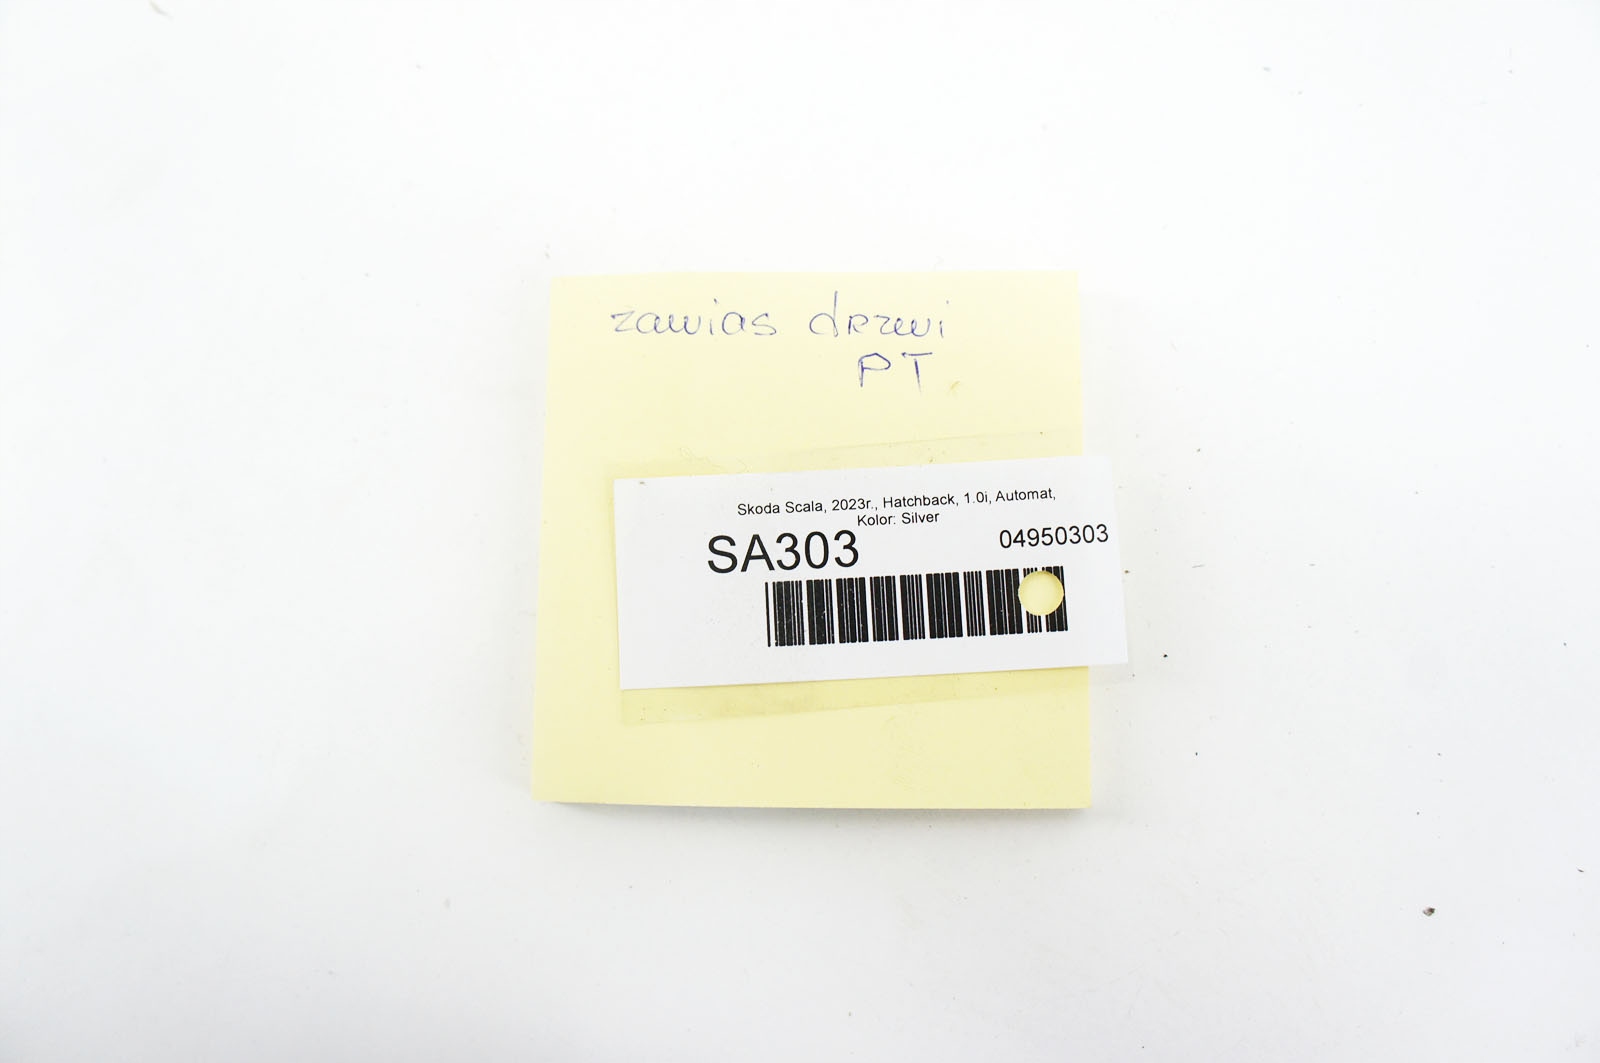 zawias drzwi
PT
Skoda Scala, 2023r., Hatchback, 1.0i, Automat,
Kolor: Silver
SA303 04950303